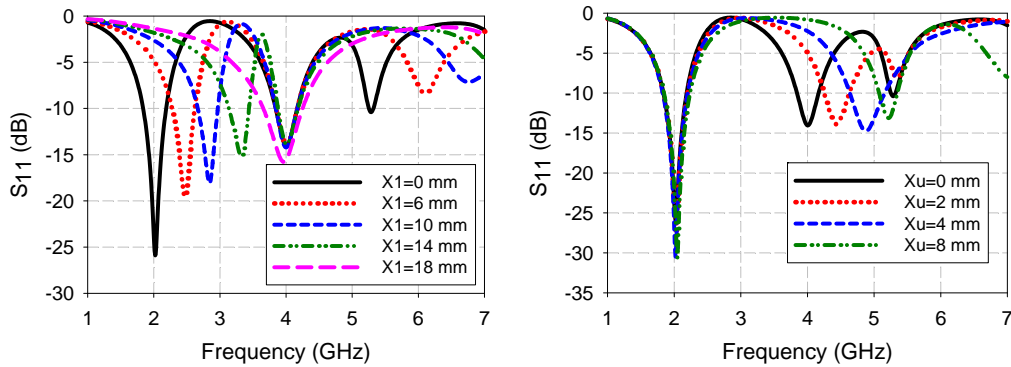 0
-5
-10
-15
-20
-25
-30
S11 (dB)
X1=0 mm
X1=6 mm
X1=10 mm
X1=14 mm
X1=18 mm
1 2 3 4 5 6 7
Frequency (GHz)
0
-5
-10
-15
-20
-25
-30
-35
S11 (dB)
Xu=0 mm
Xu=2 mm
Xu=4 mm
Xu=8 mm
1 2 3 4 5 6 7
Frequency (GHz)